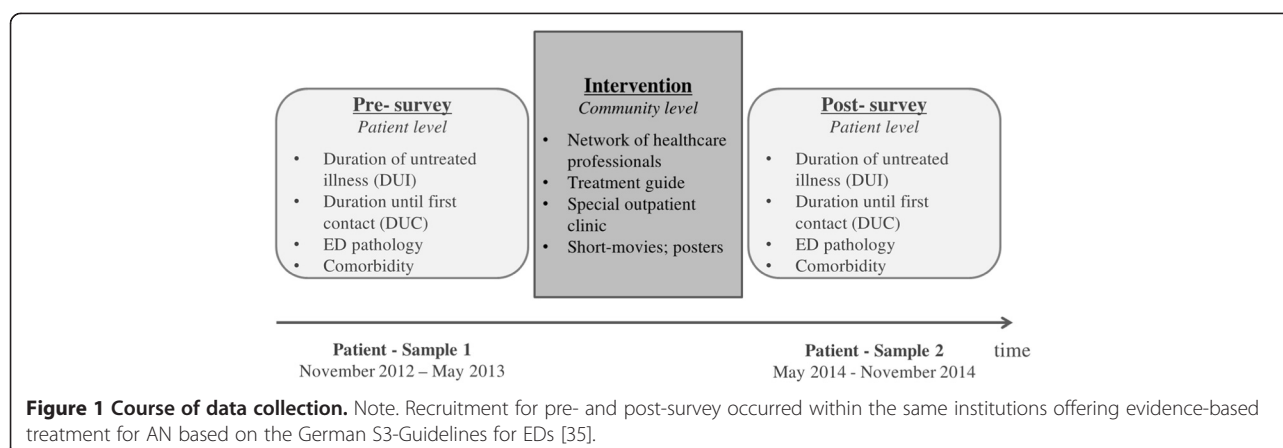 Pre- survey
Patient level
• Duration of untreated
illness (DUI)
• Duration until first
contact (DUC)
• ED pathology
• Comorbidity
Intervention
Community level
• Network of healthcare
professionals
• Treatment guide
• Special outpatient
clinic
• Short-movies; posters
Post- survey
Patient level
• Duration of untreated
illness (DUI)
• Duration until first
contact (DUC)
• ED pathology
• Comorbidity
Patient - Sample 1
November 2012 – May 2013
Patient - Sample 2
May 2014 - November 2014
time
Figure 1 Course of data collection. Note. Recruitment for pre- and post-survey occurred within the same institutions offering evidence-based
treatment for AN based on the German S3-Guidelines for EDs [35].